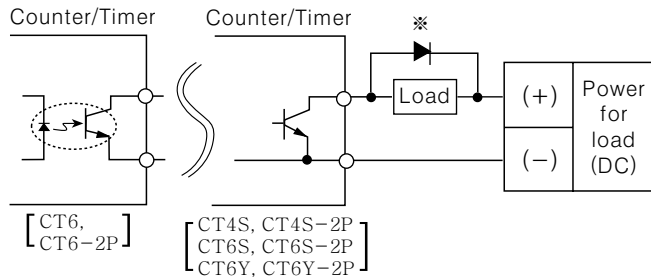 Counter/Timer
Counter/Timer
※
Load
(+)
(−)
Power
for
load
(DC)
CT6,
CT6-2P
CT4S, CT4S-2P
CT6S, CT6S-2P
CT6Y, CT6Y-2P